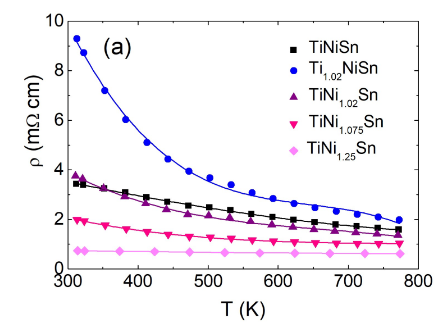 (a)
TiNiSn
Ti1.02NiSn
TiNi1.02Sn
TiNi1.075Sn
TiNi1.25Sn
ρ (mΩ cm)
10
8
6
4
2
0
300 400 500 600 700 800
T (K)